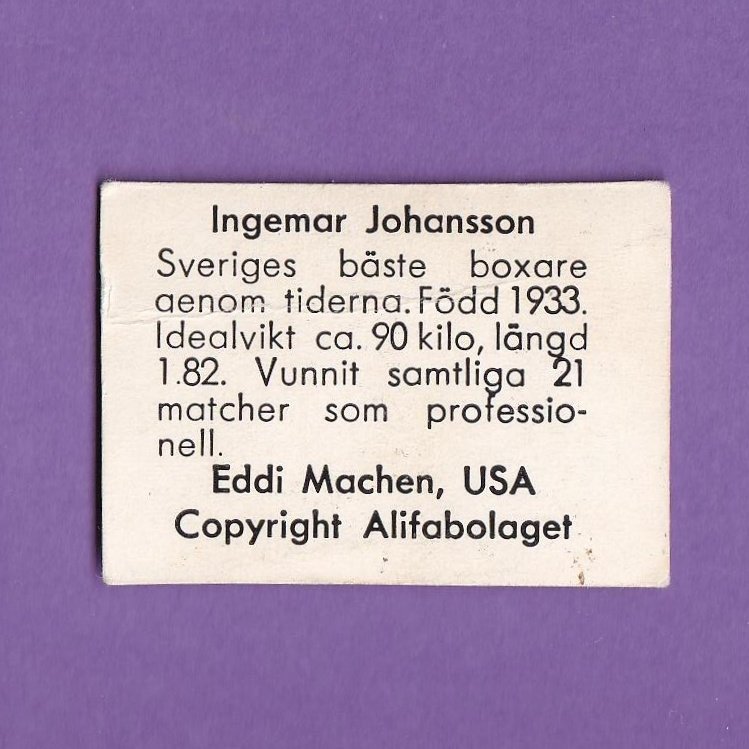 Ingemar Johansson
Sveriges bäste boxare
genom tiderna. Född 1933.
Idealvikt ca. 90 kilo, längd
1.82. Vunnit samtliga 21
matcher som professio-
nell.
Eddi Machen, USA
Copyright Alifabolaget